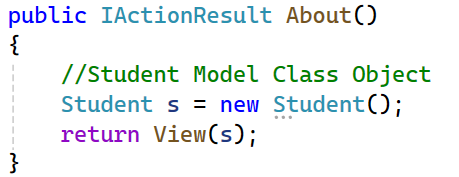 public IActionResult About()
{
//Student Model Class Object
Student s = new Student();
return View(s);
}